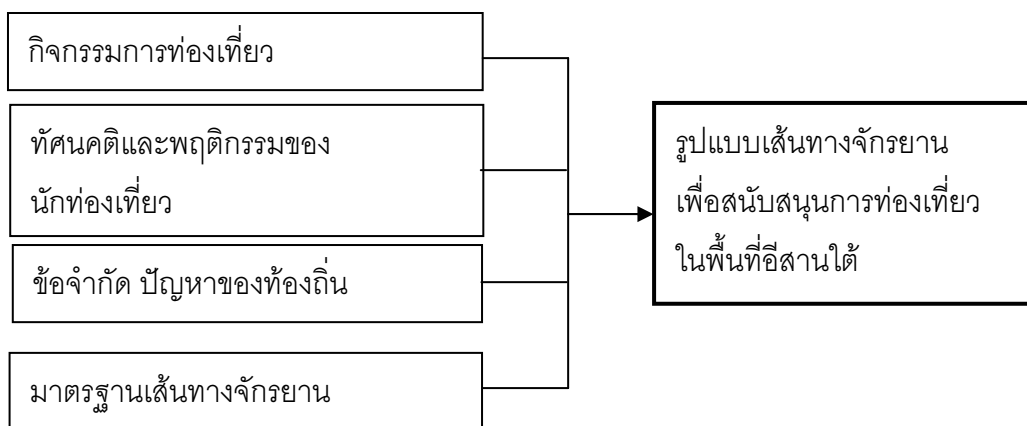 กิจกรรมการท่องเที่ยว
ทัศนคติและพฤติกรรมของ
นักท่องเที่ยว
ข้อจำกัด ปัญหาของท้องถิ่น
มาตรฐานเส้นทางจักรยาน
รูปแบบเส้นทางจักรยาน
เพื่อสนับสนุนการท่องเที่ยว
ในพื้นที่อีสานใต้